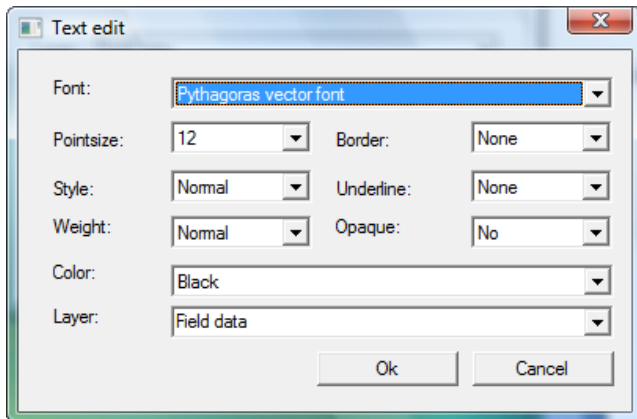 Text edit
Font: Pythagoras vector font
Pointsize: 12 Border: None
Style: Normal Underline: None
Weight: Normal Opaque: No
Color: Black
Layer: Field data
Ok Cancel